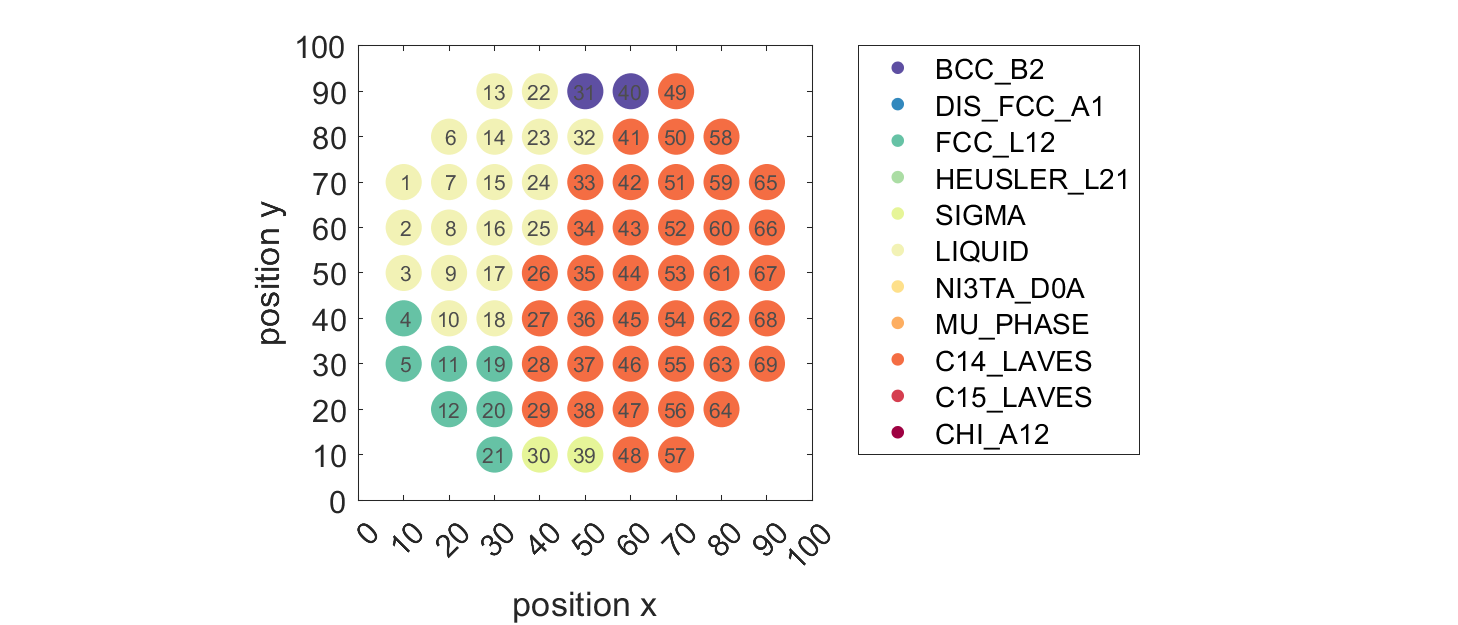 100
90
80
70
60
50
40
30
20
10
0
position y
13 22 31 40 49
6 14 23 32 41 50 58
1 7 15 24 33 42 51 59 65
2 8 16 25 34 43 52 60 66
3 9 17 26 35 44 53 61 67
4 10 18 27 36 45 54 62 68
5 11 19 28 37 46 55 63 69
12 20 29 38 47 56 64
21 30 39 48 57
0 10 20 30 40 50 60 70 80 90 100
position x
BCC_B2
DIS_FCC_A1
FCC_L12
HEUSLER_L21
SIGMA
LIQUID
NI3TA_D0A
MU_PHASE
C14_LAVES
C15_LAVES
CHI_A12